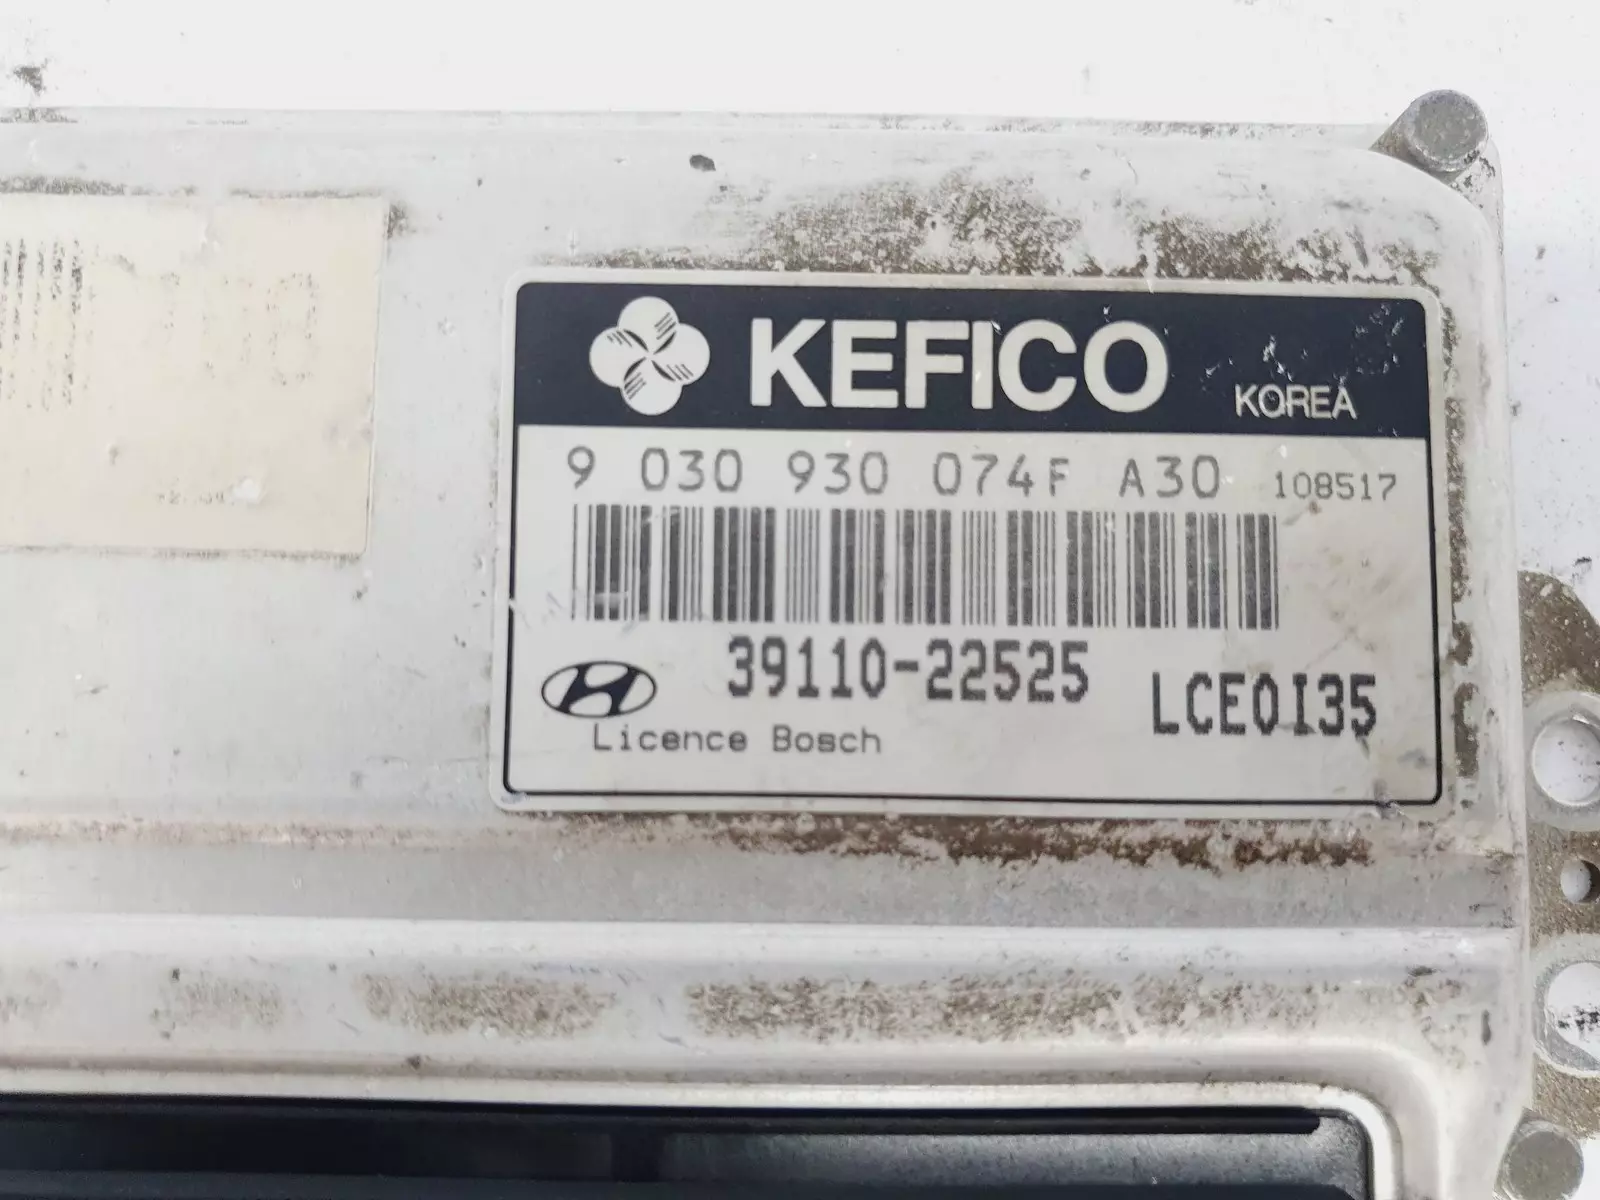 KEFICO KOREA
9 030 930 074F A30 108517
39110-22525
LCE0I35
Licence Bosch